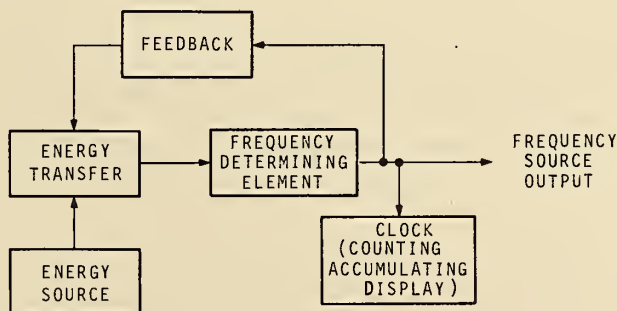 FEEDBACK
ENERGY
TRANSFER
FREQUENCY
DETERMINING
ELEMENT
FREQUENCY
SOURCE
OUTPUT
CLOCK
(COUNTING
ACCUMULATING
DISPLAY)
ENERGY
SOURCE